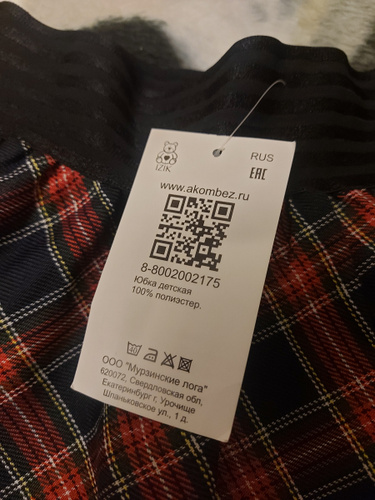 RUS
IZIK
EAC
www.akombez.ru
8-8002002175
Юбка детская
100% полиэстер.
40
ООО "Мурзинские лога"
620072, Свердловская обл,
Екатеринбург г, Урочище
Шпаньковское ул., 1 д.